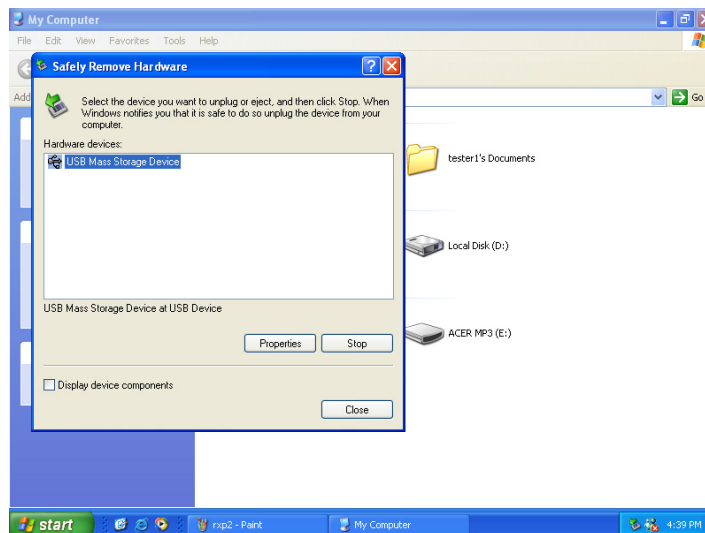 My Computer
File Edit View Favorites Tools Help
Safely Remove Hardware
Add
Go
Select the device you want to unplug or eject, and then click Stop. When
Windows notifies you that it is safe to do so unplug the device from your
computer.
Hardware devices:
USB Mass Storage Device
tester1's Documents
Local Disk (D:)
USB Mass Storage Device at USB Device
ACER MP3 (E:)
Properties
Stop
Display device components
Close
start
rxp2 - Paint
My Computer
4:39 PM